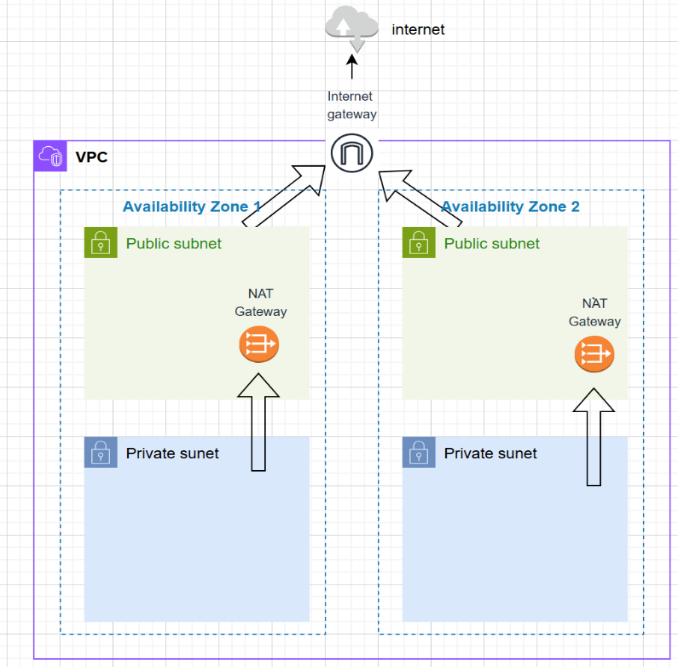 internet
Internet
gateway
VPC
Availability Zone 1
Availability Zone 2
Public subnet
Public subnet
NAT
Gateway
NAT
Gateway
Private sunet
Private sunet